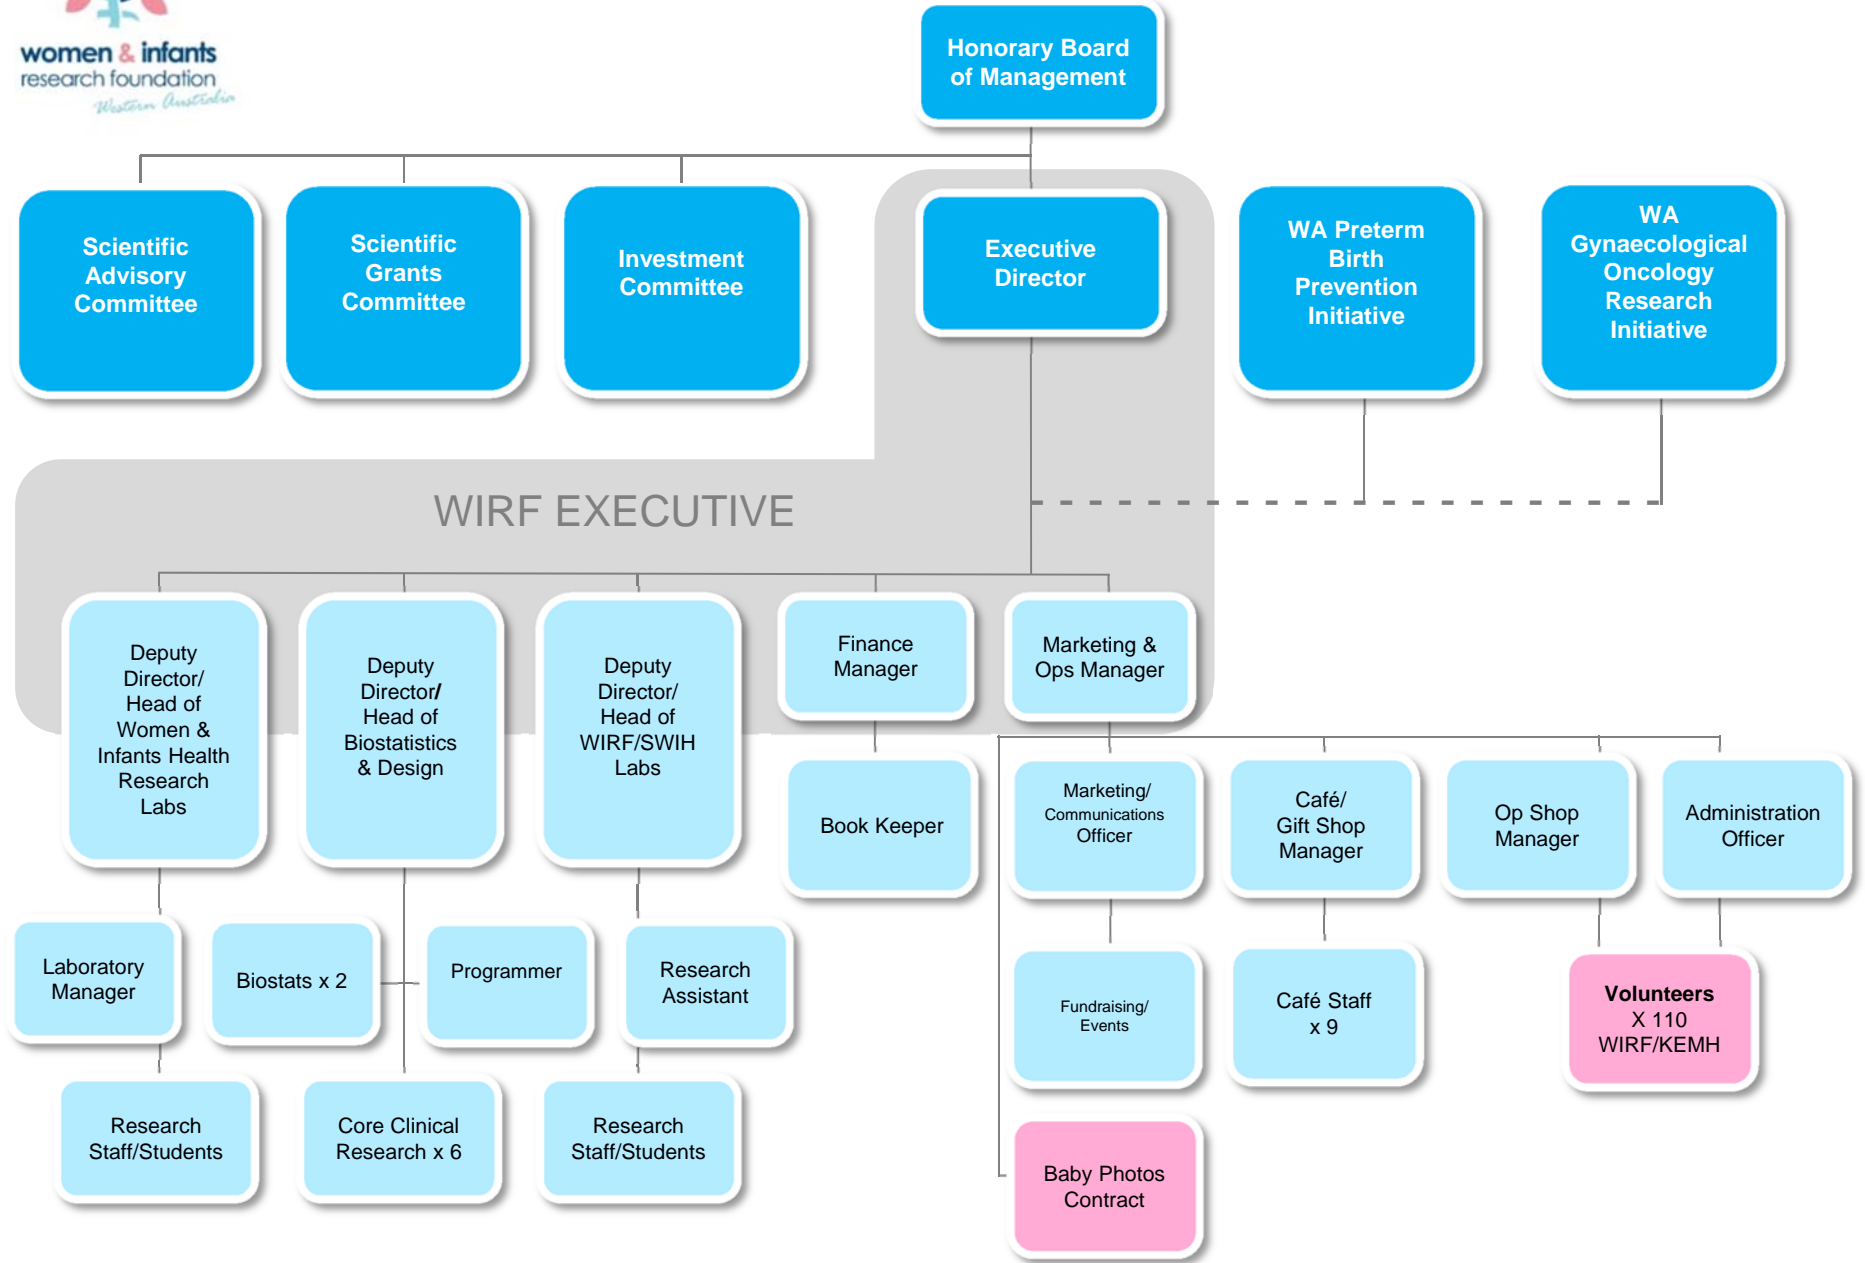 women & infants
research foundation
Western Australia
Honorary Board
of Management
Scientific
Advisory
Committee
Scientific
Grants
Committee
Investment
Committee
Executive
Director
WA Preterm
Birth
Prevention
Initiative
WA
Gynaecological
Oncology
Research
Initiative
WIRF EXECUTIVE
Deputy
Director/
Head of
Women &
Infants Health
Research
Labs
Deputy
Director/
Head of
Biostatistics
& Design
Deputy
Director/
Head of
WIRF/SWIH
Labs
Finance
Manager
Marketing &
Ops Manager
Book Keeper
Marketing/
Communications
Officer
Café/
Gift Shop
Manager
Op Shop
Manager
Administration
Officer
Laboratory
Manager
Biostats x 2
Programmer
Research
Assistant
Fundraising/
Events
Café Staff
x 9
Volunteers
X 110
WIRF/KEMH
Research
Staff/Students
Core Clinical
Research x 6
Research
Staff/Students
Baby Photos
Contract